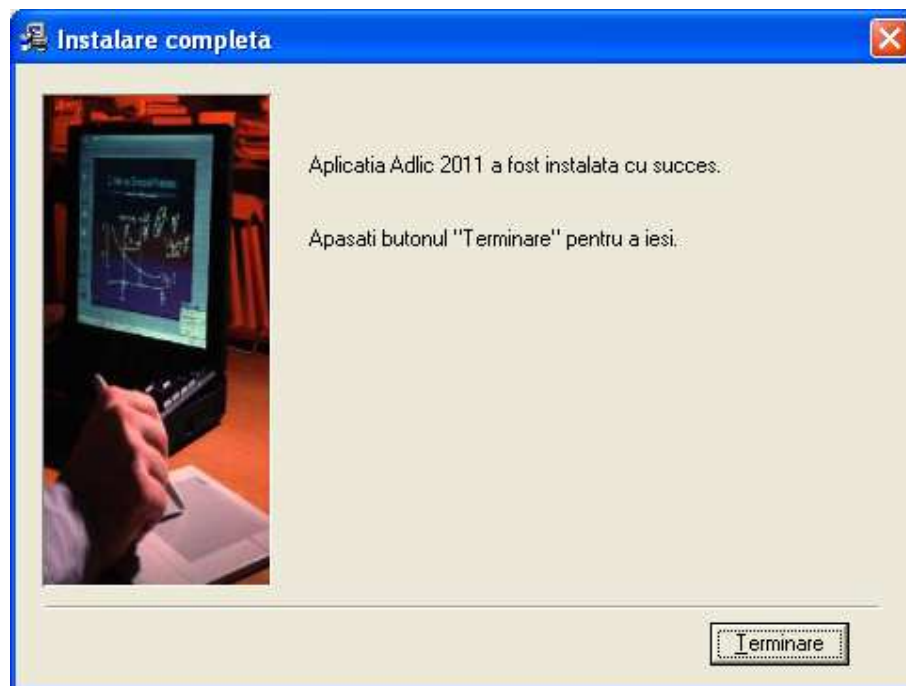 Instalare completa
Aplicatia Adlic 2011 a fost instalata cu succes.
Apasati butonul "Terminare" pentru a iesi.
Terminare